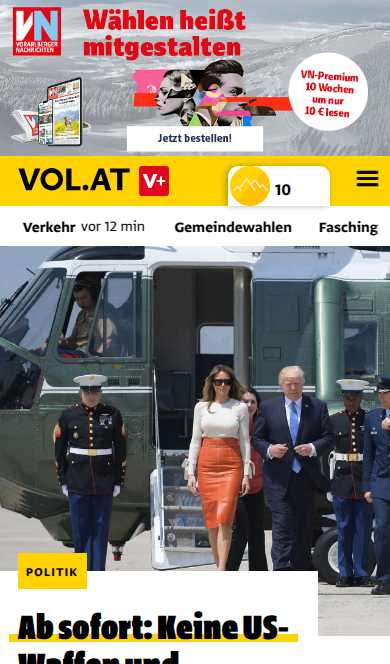 VN
VORARLBERGER
NACHRICHTEN
Wählen heißt
mitgestalten
VN-Premium
10 Wochen
um nur
10 € lesen
Jetzt bestellen!
VOL.AT V+
10
Verkehr vor 12 min Gemeindewahlen Fasching
POLITIK
Ab sofort: Keine US-
Waffen und